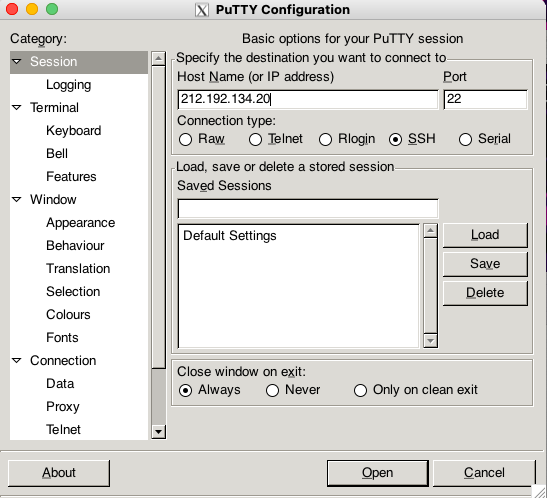 PuTTY Configuration
Category:
Session
Logging
Terminal
Keyboard
Bell
Features
Window
Appearance
Behaviour
Translation
Selection
Colours
Fonts
Connection
Data
Proxy
Telnet
Basic options for your PuTTY session
Specify the destination you want to connect to
Host Name (or IP address) Port
212.192.134.20 22
Connection type:
Raw Telnet Rlogin SSH Serial
Load, save or delete a stored session
Saved Sessions
Default Settings
Load
Save
Delete
Close window on exit:
Always Never Only on clean exit
About Open Cancel